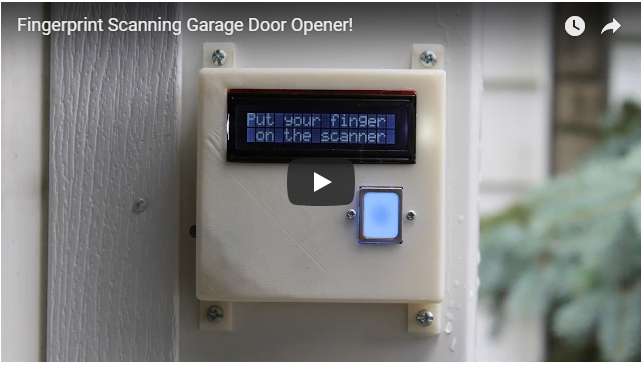 Fingerprint Scanning Garage Door Opener!
Put your finger
on the scanner